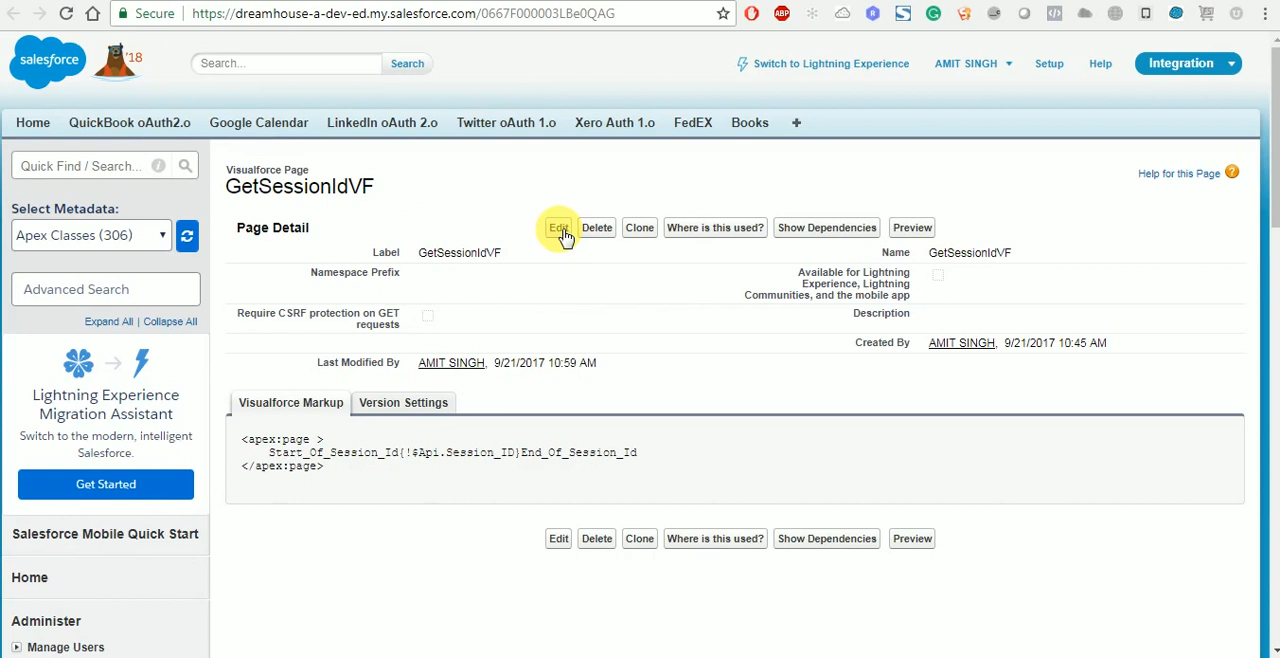 Secure https://dreamhouse-a-dev-ed.my.salesforce.com/0667F000003LBe0QAG
salesforce '18 Search... Search Switch to Lightning Experience AMIT SINGH Setup Help Integration
Home QuickBook oAuth2.o Google Calendar LinkedIn oAuth 2.o Twitter oAuth 1.o Xero Auth 1.o FedEX Books +
Quick Find / Search...
Select Metadata:
Apex Classes (306)
Advanced Search
Expand All | Collapse All
Lightning Experience
Migration Assistant
Switch to the modern, intelligent
Salesforce.
Get Started
Salesforce Mobile Quick Start
Home
Administer
Manage Users
Visualforce Page
GetSessionIdVF
Help for this Page
Page Detail Edit Delete Clone Where is this used? Show Dependencies Preview
Label GetSessionIdVF Name GetSessionIdVF
Namespace Prefix
Available for Lightning
Experience, Lightning
Communities, and the mobile app
Require CSRF protection on GET
requests
Description
Created By AMIT SINGH, 9/21/2017 10:45 AM
Last Modified By AMIT SINGH, 9/21/2017 10:59 AM
Visualforce Markup Version Settings
<apex:page >
Start_Of_Session_Id{!$Api.Session_ID}End_Of_Session_Id
</apex:page>
Edit Delete Clone Where is this used? Show Dependencies Preview